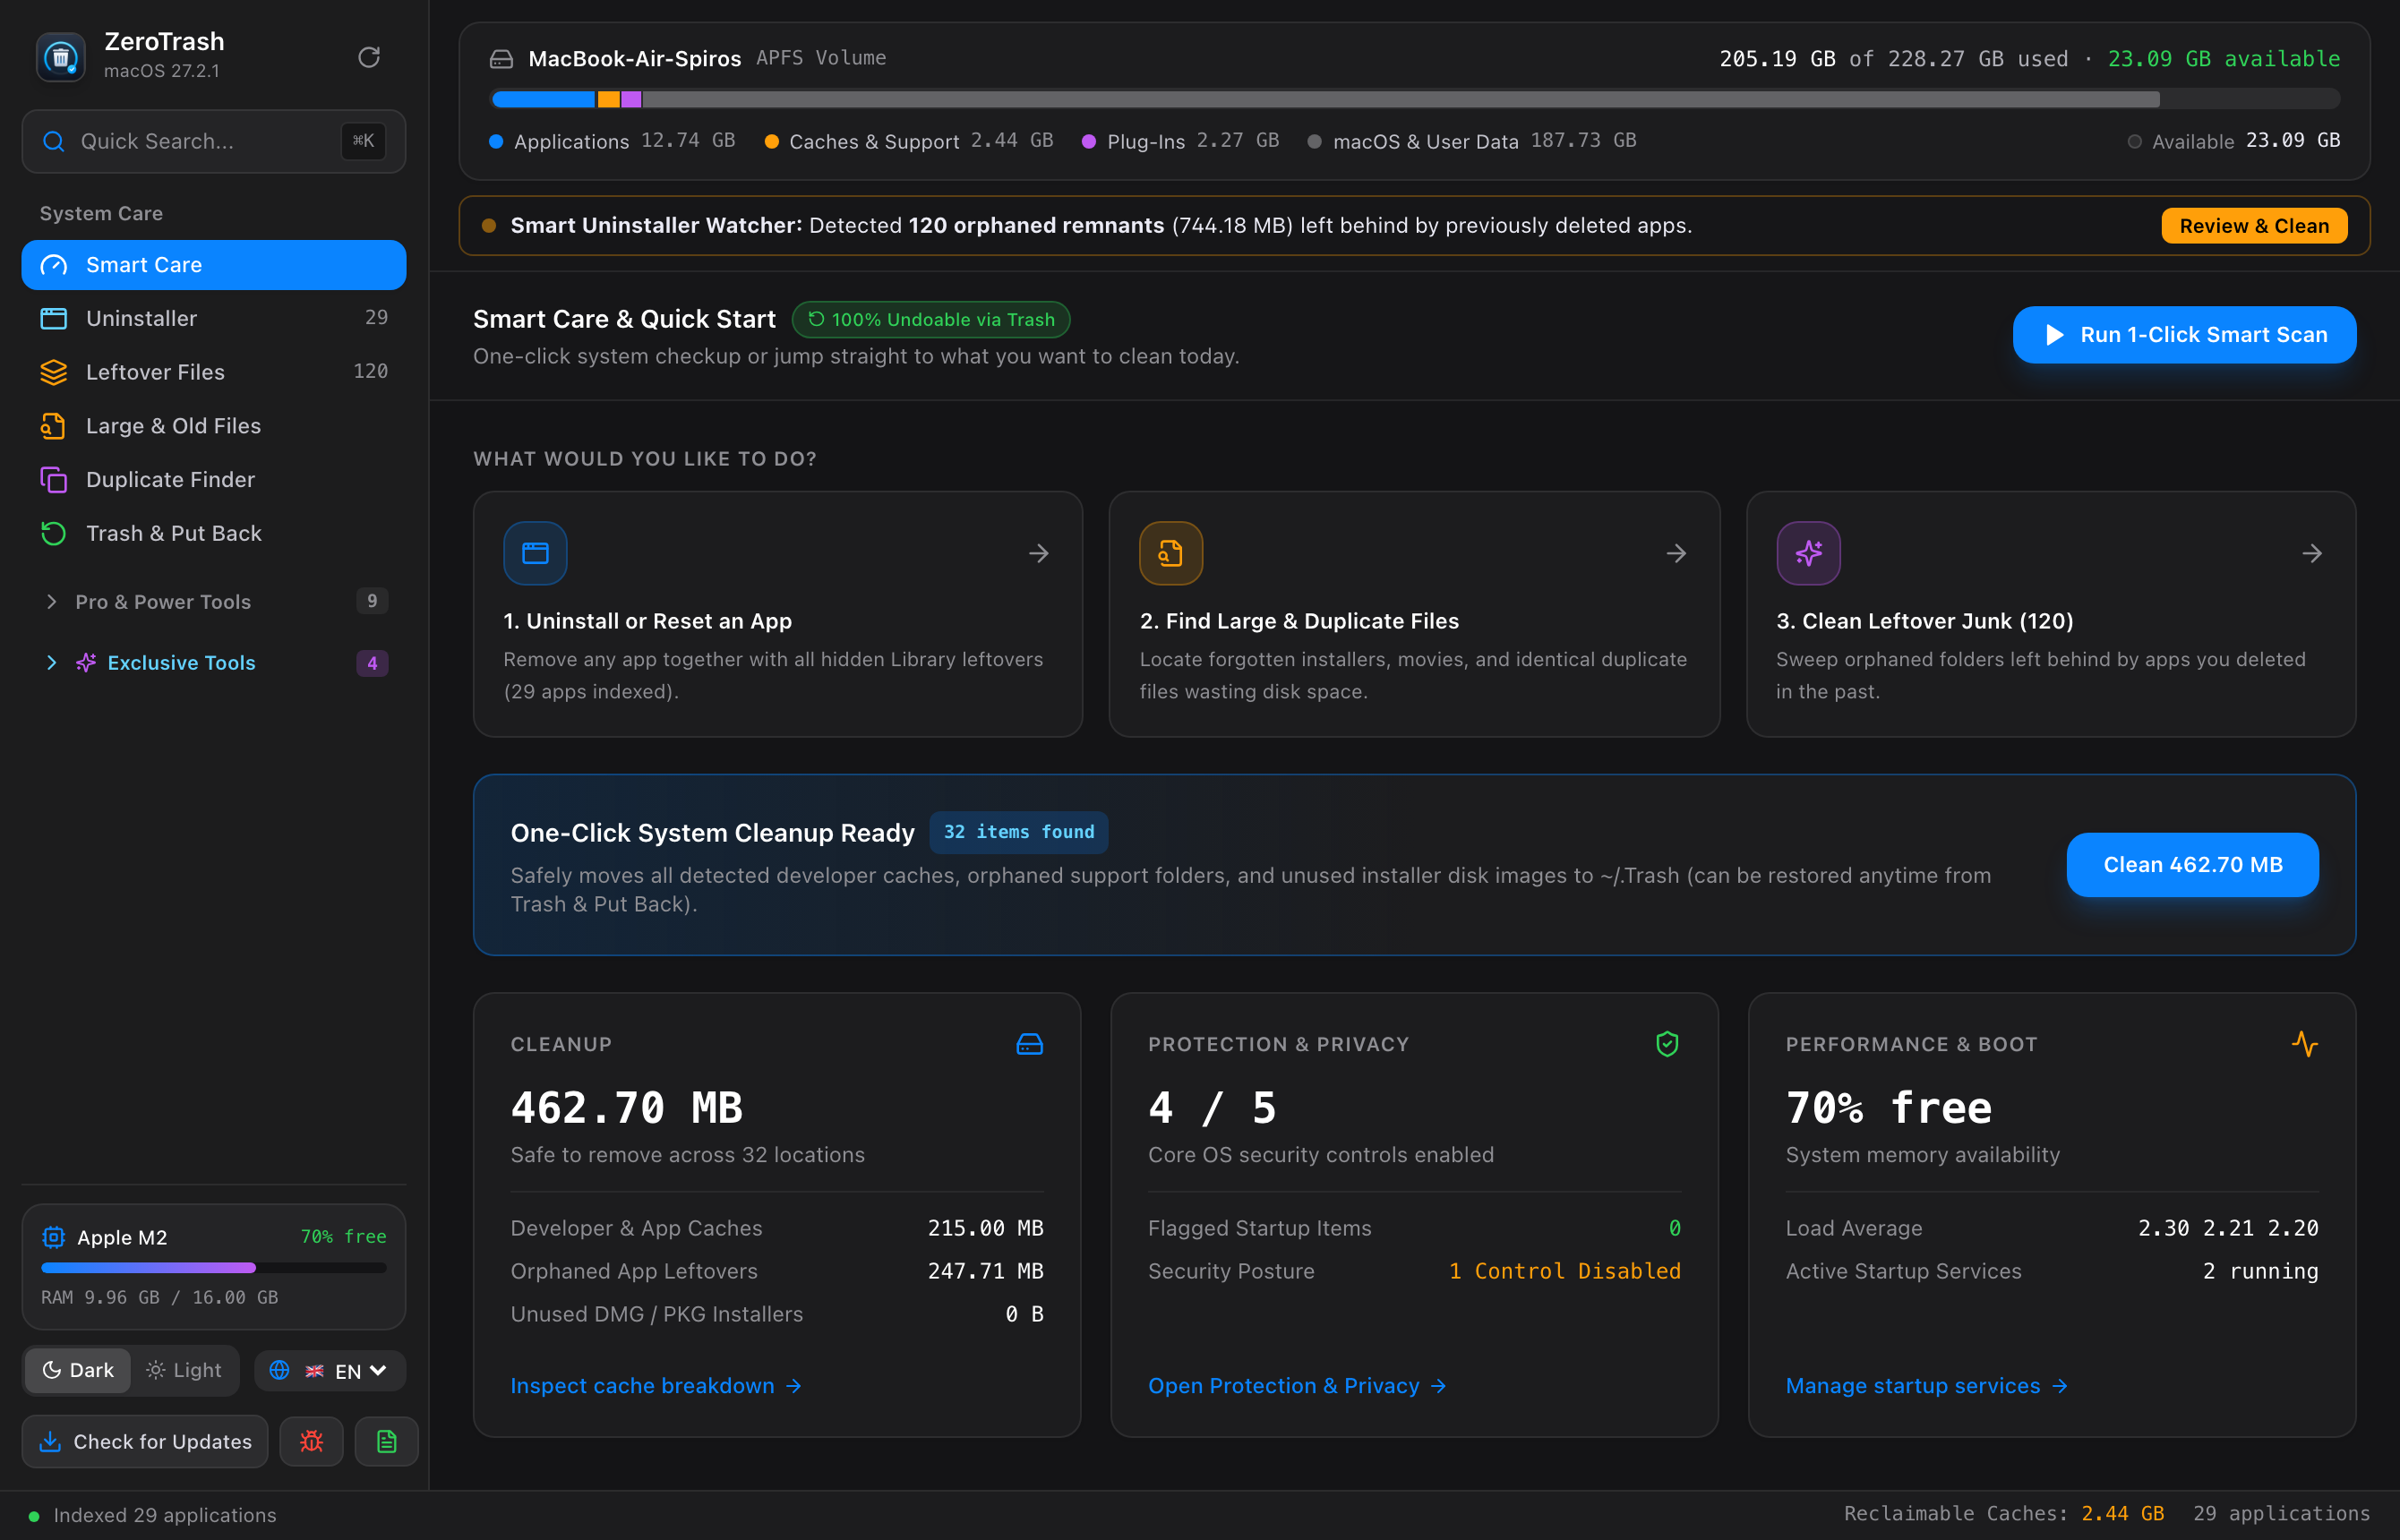 ZeroTrash
macOS 27.2.1
Quick Search...
⌘K
System Care
Smart Care
Uninstaller 29
Leftover Files 120
Large & Old Files
Duplicate Finder
Trash & Put Back
Pro & Power Tools 9
Exclusive Tools 4
Apple M2 70% free
RAM 9.96 GB / 16.00 GB
Dark Light EN
Check for Updates
MacBook-Air-Spiros APFS Volume 205.19 GB of 228.27 GB used · 23.09 GB available
Applications 12.74 GB Caches & Support 2.44 GB Plug-Ins 2.27 GB macOS & User Data 187.73 GB Available 23.09 GB
Smart Uninstaller Watcher: Detected 120 orphaned remnants (744.18 MB) left behind by previously deleted apps. Review & Clean
Smart Care & Quick Start 100% Undoable via Trash
One-click system checkup or jump straight to what you want to clean today.
Run 1-Click Smart Scan
WHAT WOULD YOU LIKE TO DO?
1. Uninstall or Reset an App
Remove any app together with all hidden Library leftovers
(29 apps indexed).
2. Find Large & Duplicate Files
Locate forgotten installers, movies, and identical duplicate
files wasting disk space.
3. Clean Leftover Junk (120)
Sweep orphaned folders left behind by apps you deleted
in the past.
One-Click System Cleanup Ready 32 items found
Safely moves all detected developer caches, orphaned support folders, and unused installer disk images to ~/.Trash (can be restored anytime from
Trash & Put Back).
Clean 462.70 MB
CLEANUP
462.70 MB
Safe to remove across 32 locations
Developer & App Caches 215.00 MB
Orphaned App Leftovers 247.71 MB
Unused DMG / PKG Installers 0 B
Inspect cache breakdown →
PROTECTION & PRIVACY
4 / 5
Core OS security controls enabled
Flagged Startup Items 0
Security Posture 1 Control Disabled
Open Protection & Privacy →
PERFORMANCE & BOOT
70% free
System memory availability
Load Average 2.30 2.21 2.20
Active Startup Services 2 running
Manage startup services →
Indexed 29 applications
Reclaimable Caches: 2.44 GB 29 applications